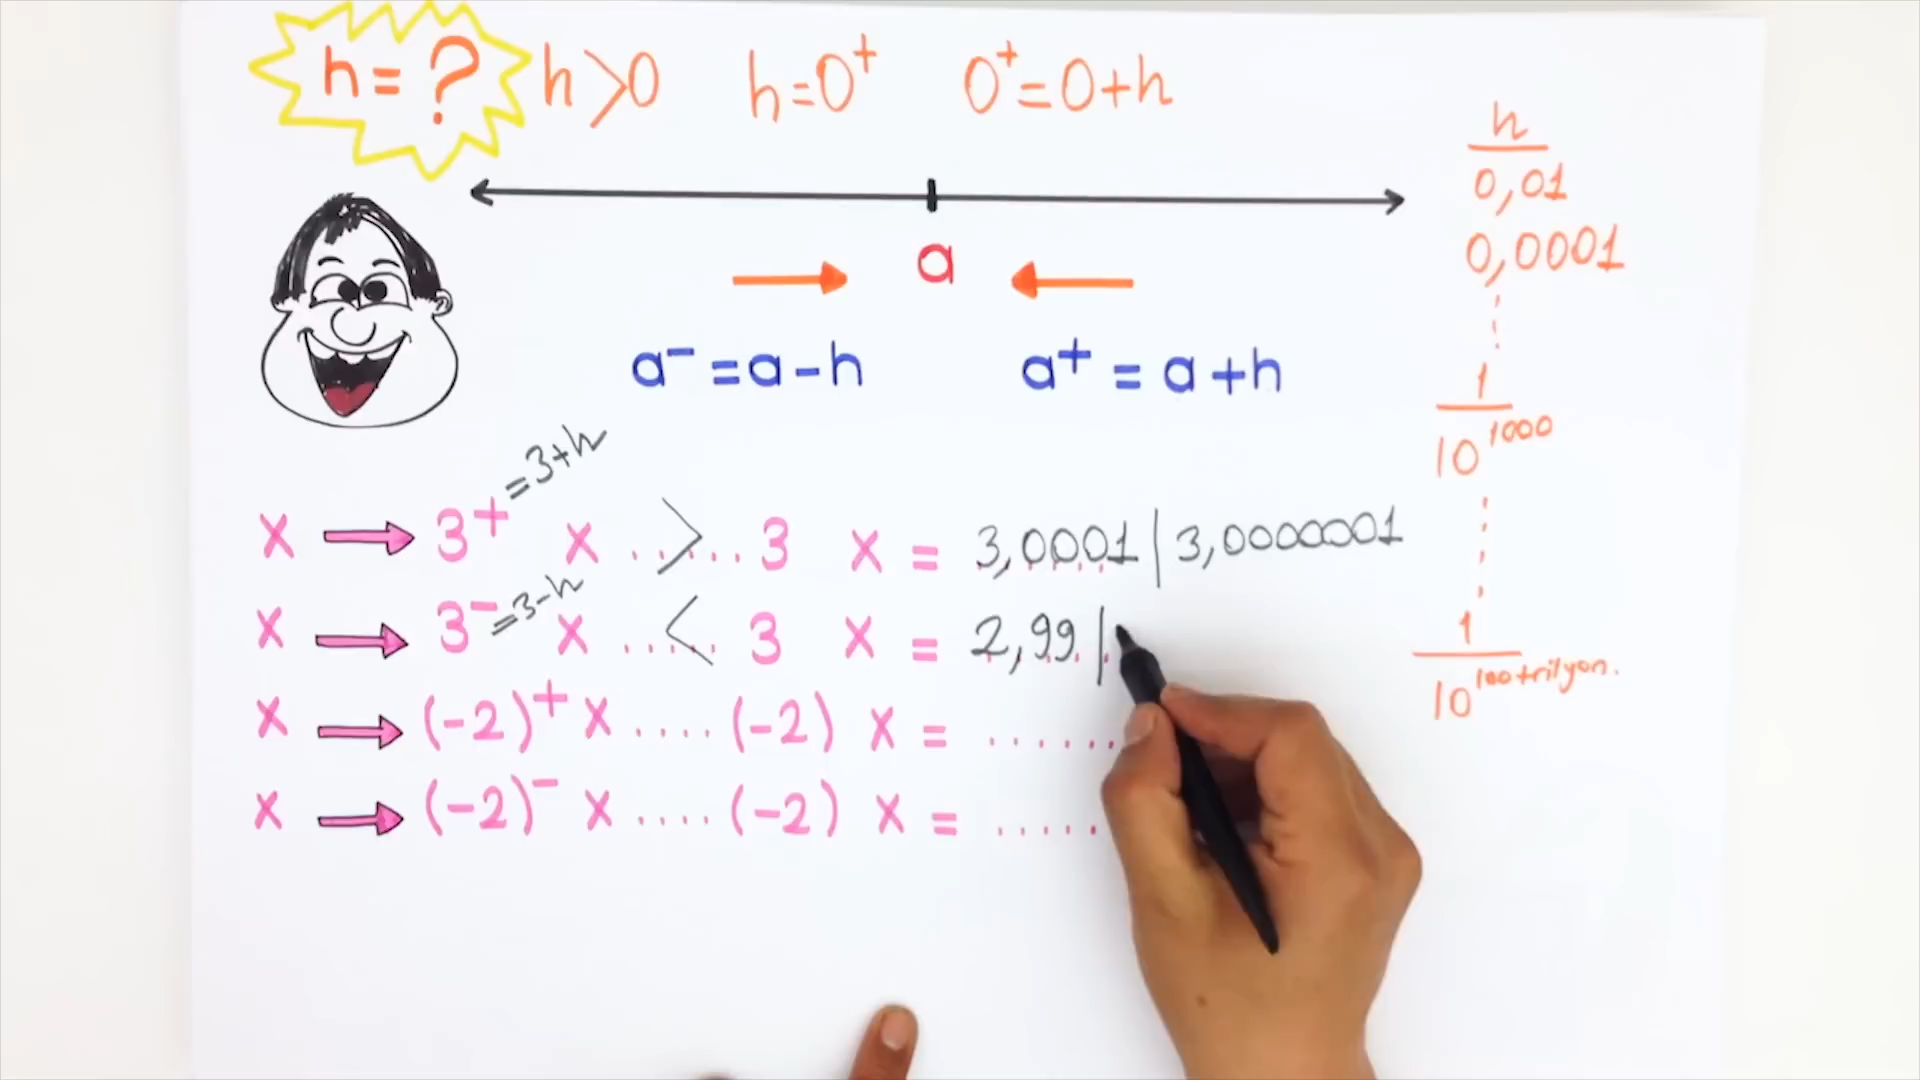 h = ? h > 0 h = 0⁺ 0⁺ = 0 + h
h
0,01
0,0001
a
a⁻ = a - h a⁺ = a + h
1
10¹⁰⁰⁰
= 3 + h
x → 3⁺ x ..>.. 3 x = 3,0001 | 3,0000001
= 3 - h
x → 3⁻ x ..<.. 3 x = 2,99 |
1
10¹⁰⁰ ᵗʳⁱˡʸᵒⁿ.
x → (-2)⁺ x .... (-2) x = ......
x → (-2)⁻ x .... (-2) x = .....